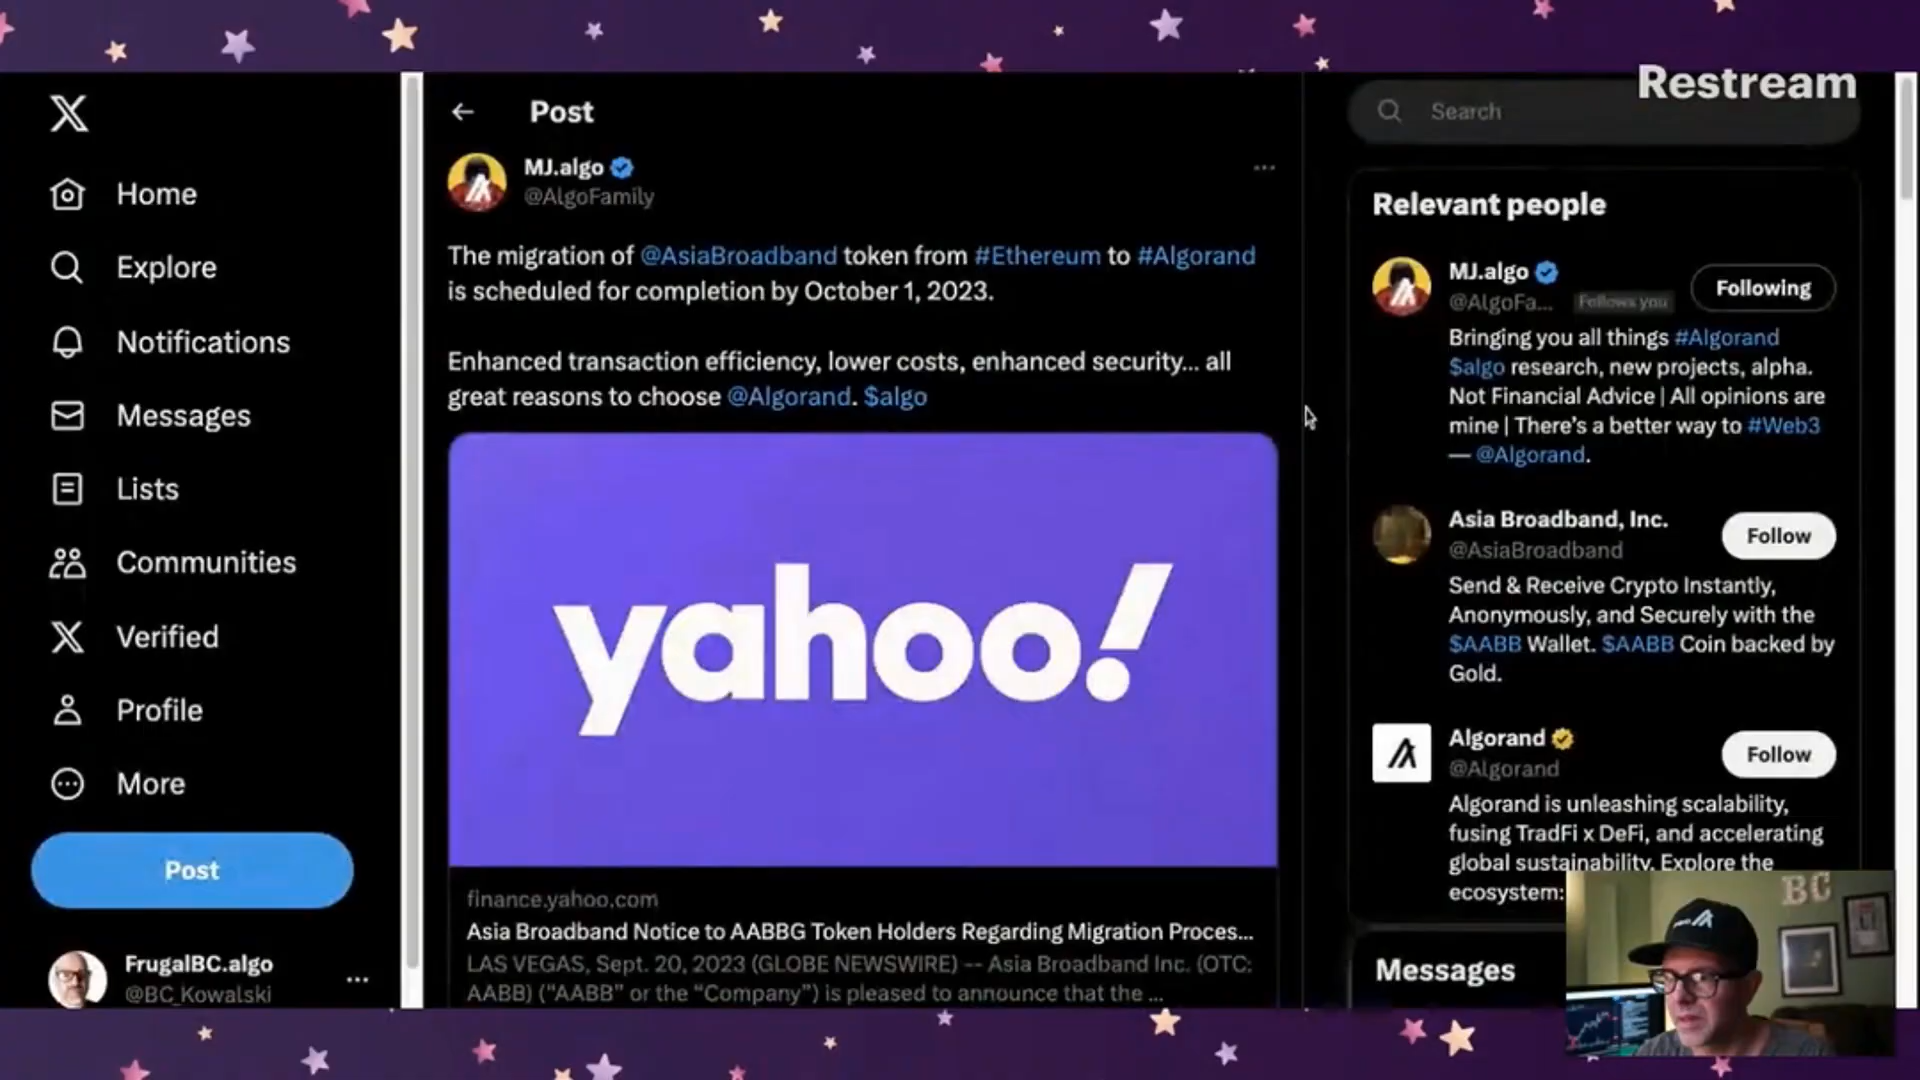 Restream
Home
Explore
Notifications
Messages
Lists
Communities
Verified
Profile
More
Post
FrugalBC.algo
@BC_Kowalski
Post
MJ.algo
@AlgoFamily
The migration of @AsiaBroadband token from #Ethereum to #Algorand
is scheduled for completion by October 1, 2023.
Enhanced transaction efficiency, lower costs, enhanced security... all
great reasons to choose @Algorand. $algo
yahoo!
finance.yahoo.com
Asia Broadband Notice to AABBG Token Holders Regarding Migration Proces...
LAS VEGAS, Sept. 20, 2023 (GLOBE NEWSWIRE) -- Asia Broadband Inc. (OTC:
AABB) ("AABB" or the "Company") is pleased to announce that the ...
Search
Relevant people
MJ.algo
@AlgoFa... Follows you
Following
Bringing you all things #Algorand
$algo research, new projects, alpha.
Not Financial Advice | All opinions are
mine | There's a better way to #Web3
— @Algorand.
Asia Broadband, Inc.
@AsiaBroadband
Follow
Send & Receive Crypto Instantly,
Anonymously, and Securely with the
$AABB Wallet. $AABB Coin backed by
Gold.
Algorand
@Algorand
Follow
Algorand is unleashing scalability,
fusing TradFi x DeFi, and accelerating
global sustainability. Explore the
ecosystem:
Messages
BC